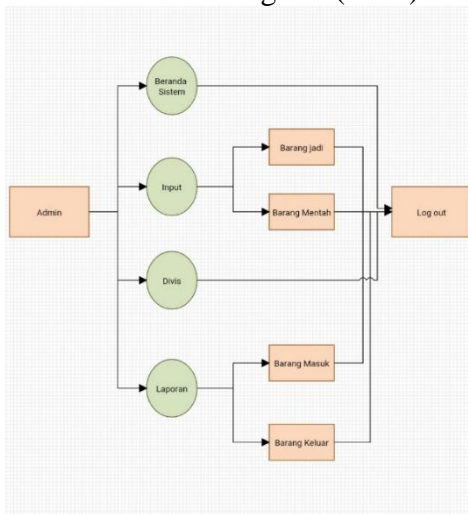 Beranda
Sistem
Input
Barang jadi
Barang Mentah
Admin
Log out
Divis
Laporan
Barang Masuk
Barang Keluar